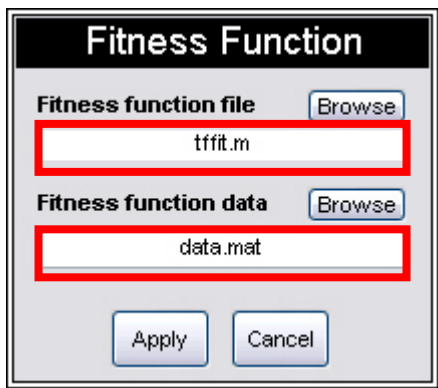 Fitness Function
Fitness function file Browse
tffit.m
Fitness function data Browse
data.mat
Apply Cancel